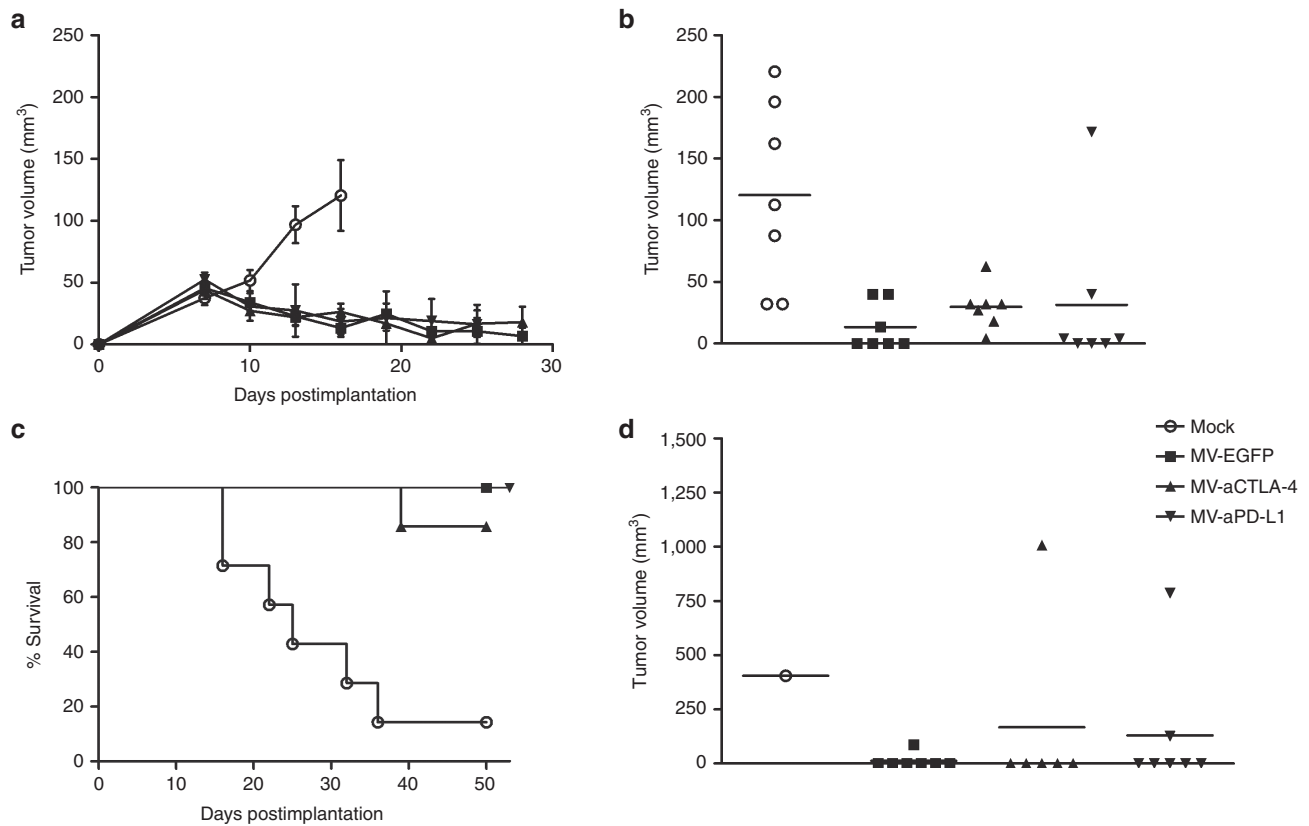 a
250
200
150
100
50
0
Tumor volume (mm³)
0 10 20 30
Days postimplantation
b
250
200
150
100
50
0
Tumor volume (mm³)
c
100
80
60
40
20
0
% Survival
0 10 20 30 40 50
Days postimplantation
d
1,500
1,250
1,000
750
500
250
0
Tumor volume (mm³)
Mock
MV-EGFP
MV-aCTLA-4
MV-aPD-L1